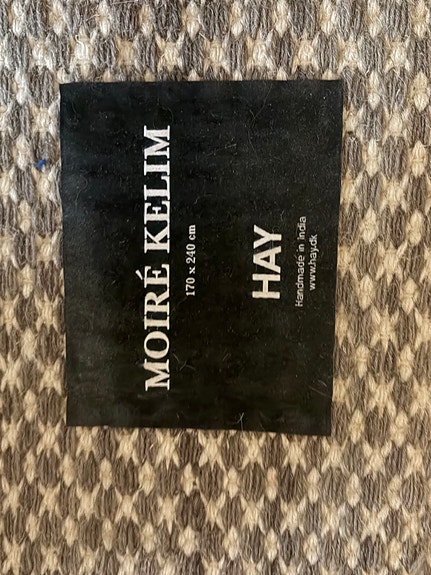 MOIRÉ KELIM
170 x 240 cm
HAY
Handmade in India
www.hay.dk